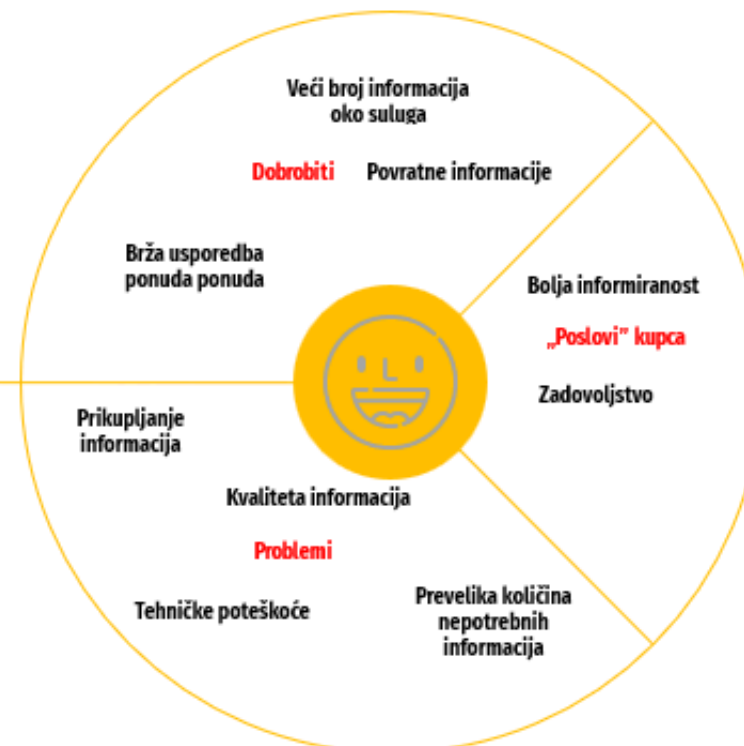 Veći broj informacija
oko suluga
Dobrobiti
Povratne informacije
Brža usporedba
ponuda ponuda
Bolja informiranost
„Poslovi” kupca
Zadovoljstvo
Prikupljanje
informacija
Kvaliteta informacija
Problemi
Tehničke poteškoće
Prevelika količina
nepotrebnih
informacija